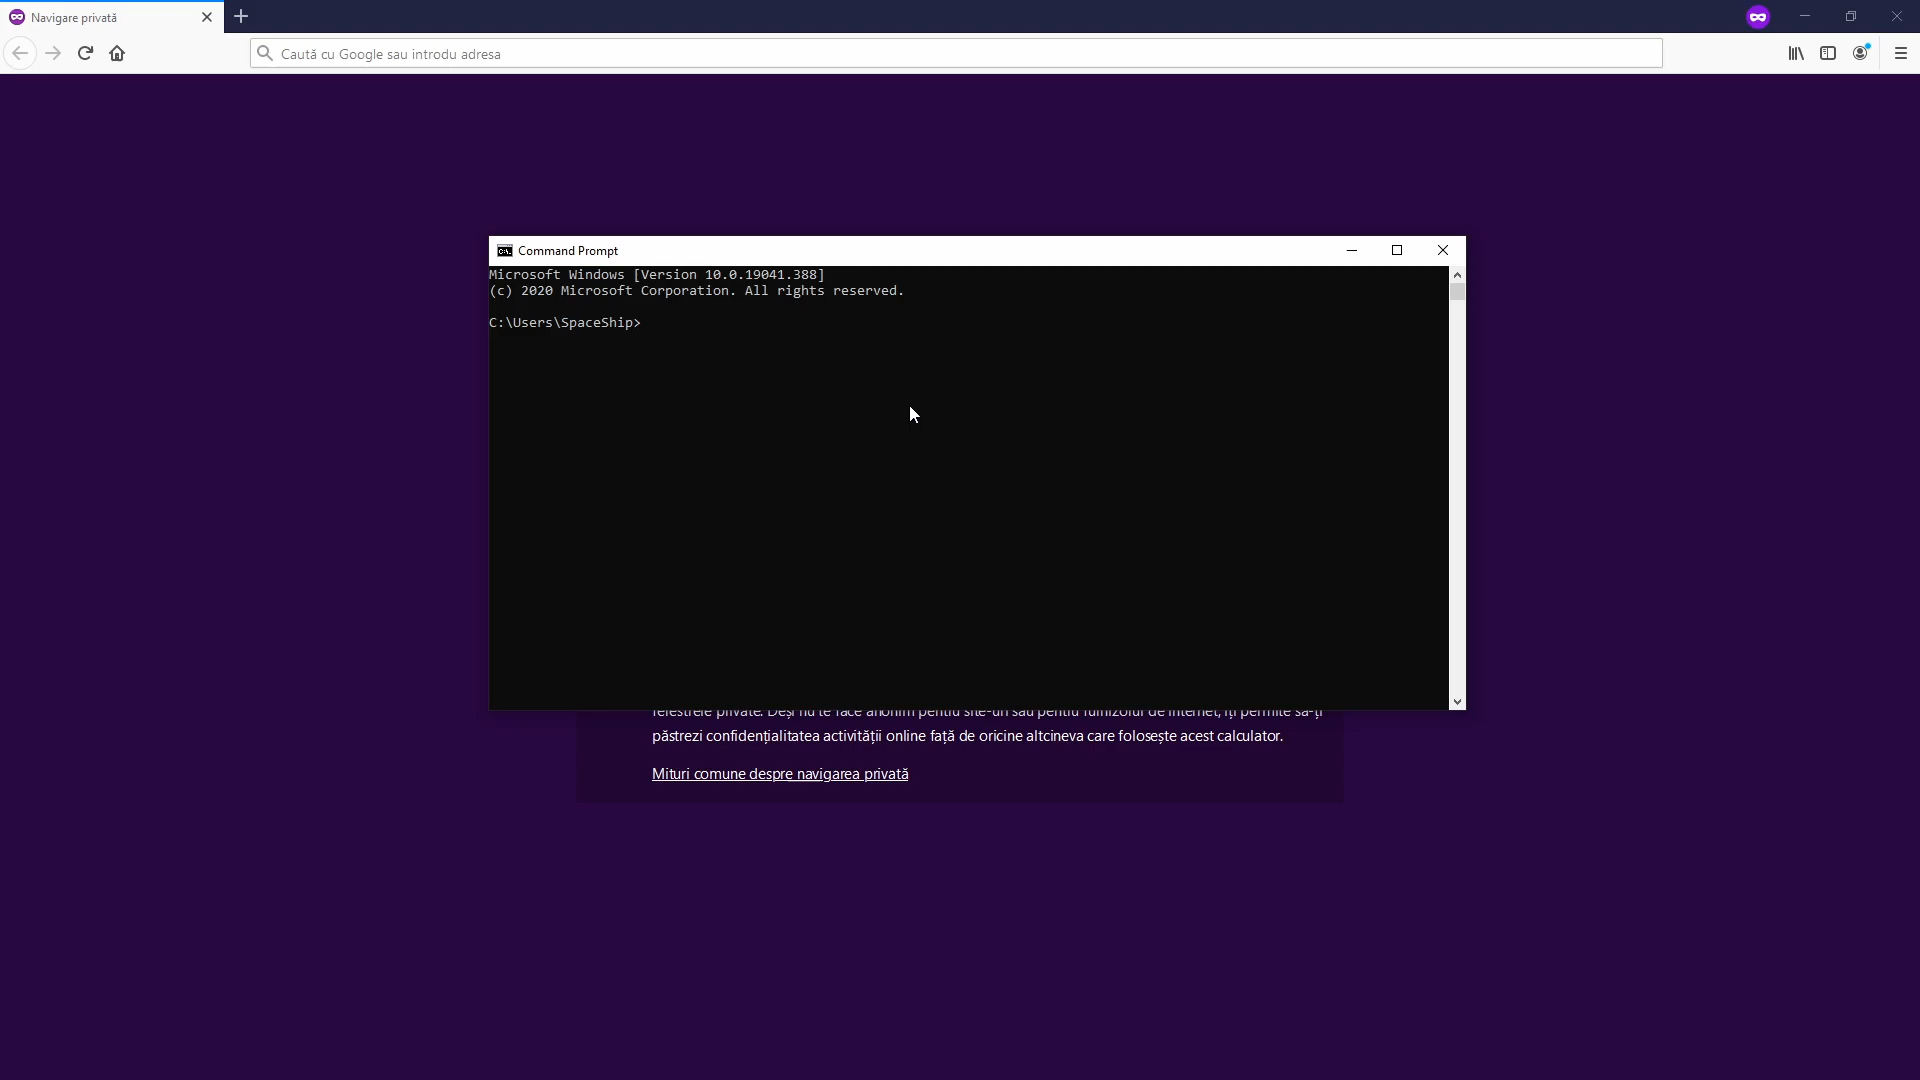 Navigare privată
Caută cu Google sau introdu adresa
Command Prompt
Microsoft Windows [Version 10.0.19041.388]
(c) 2020 Microsoft Corporation. All rights reserved.
C:\Users\SpaceShip>
ferestrele private. Deși nu te face anonim pentru site-uri sau pentru furnizorul de internet, îți permite să-ți
păstrezi confidențialitatea activității online față de oricine altcineva care folosește acest calculator.
Mituri comune despre navigarea privată